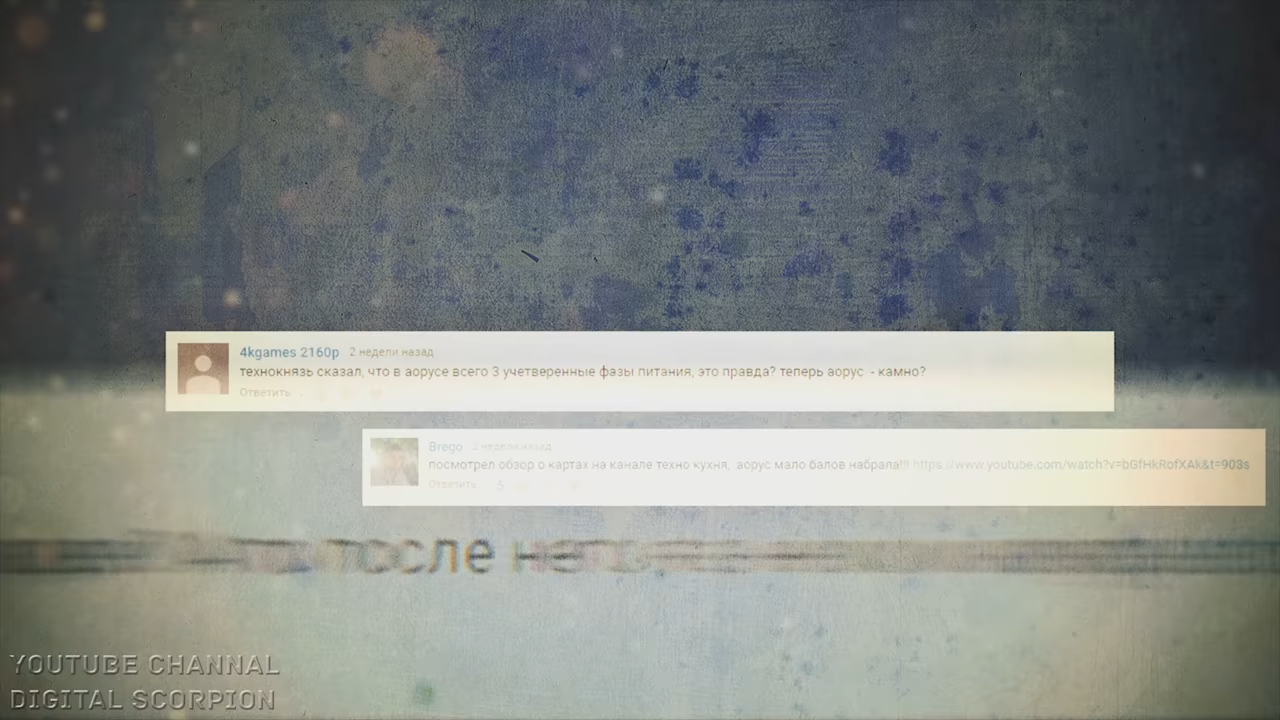 4kgames 2160p 2 недели назад
технокнязь сказал, что в аорусе всего 3 учетверенные фазы питания, это правда? теперь аорус - камно?
Ответить
Brego 2 недели назад
посмотрел обзор о картах на канале техно кухня, аорус мало балов набрала!!! https://www.youtube.com/watch?v=bGfHkRofXAk&t=903s
Ответить 5
после
YOUTUBE CHANNAL
DIGITAL SCORPION